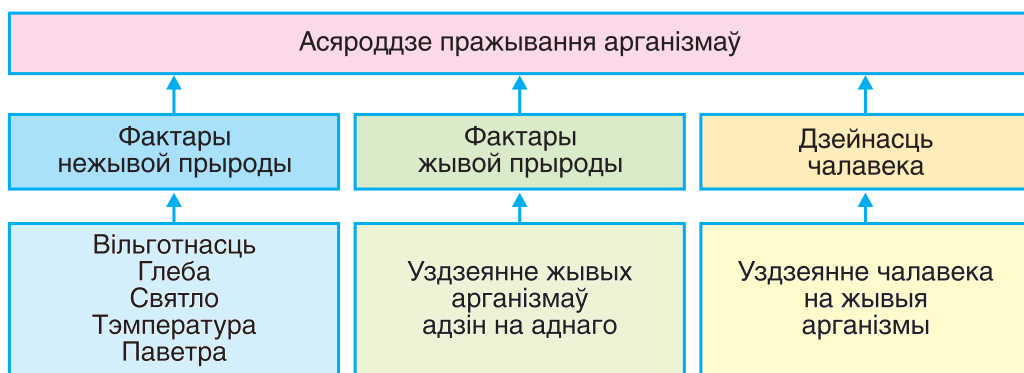 Асяроддзе пражывання арганізмаў
Фактары
нежывой прыроды
Фактары
жывой прыроды
Дзейнасць
чалавека
Вільготнасць
Глеба
Святло
Тэмпература
Паветра
Уздзеянне жывых
арганізмаў
адзін на аднаго
Уздзеянне чалавека
на жывыя
арганізмы